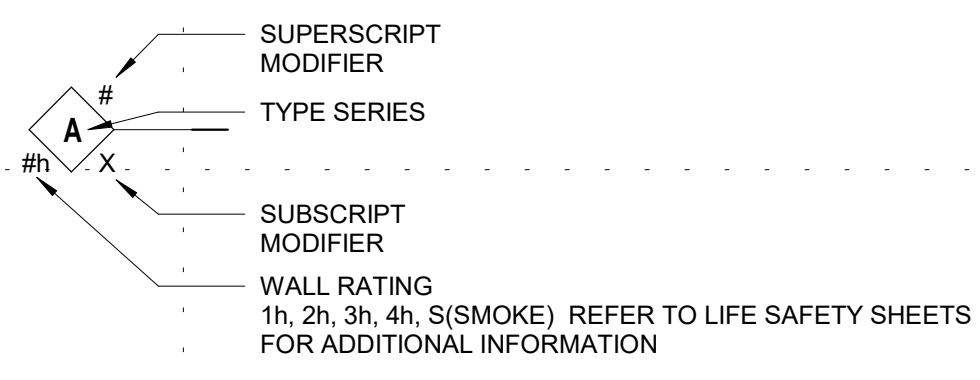 SUPERSCRIPT
MODIFIER
#
TYPE SERIES
A
#h
X
SUBSCRIPT
MODIFIER
WALL RATING
1h, 2h, 3h, 4h, S(SMOKE) REFER TO LIFE SAFETY SHEETS
FOR ADDITIONAL INFORMATION